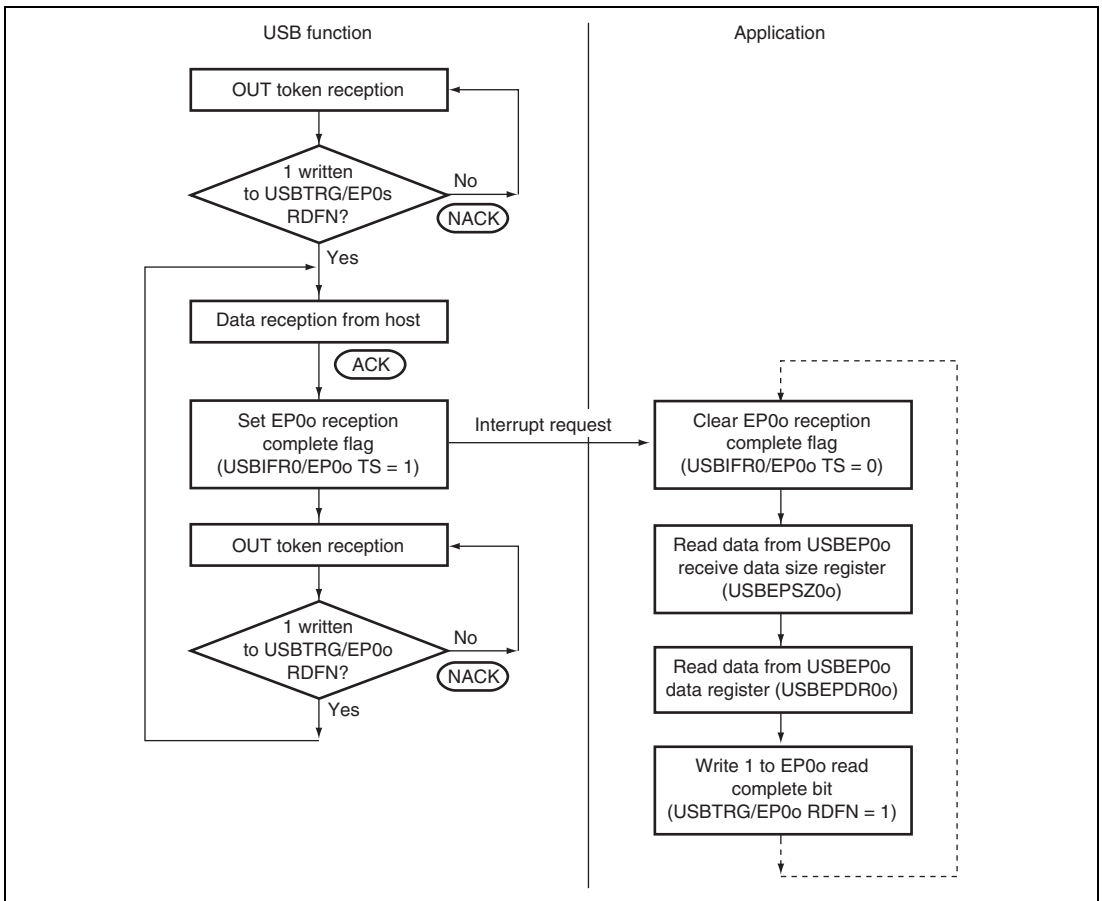 USB function
Application
OUT token reception
1 written
to USBTRG/EP0s
RDFN?
No
NACK
Yes
Data reception from host
ACK
Set EP0o reception
complete flag
(USBIFR0/EP0o TS = 1)
Interrupt request
Clear EP0o reception
complete flag
(USBIFR0/EP0o TS = 0)
OUT token reception
Read data from USBEP0o
receive data size register
(USBEPSZ0o)
1 written
to USBTRG/EP0o
RDFN?
No
NACK
Yes
Read data from USBEP0o
data register (USBEPDR0o)
Write 1 to EP0o read
complete bit
(USBTRG/EP0o RDFN = 1)